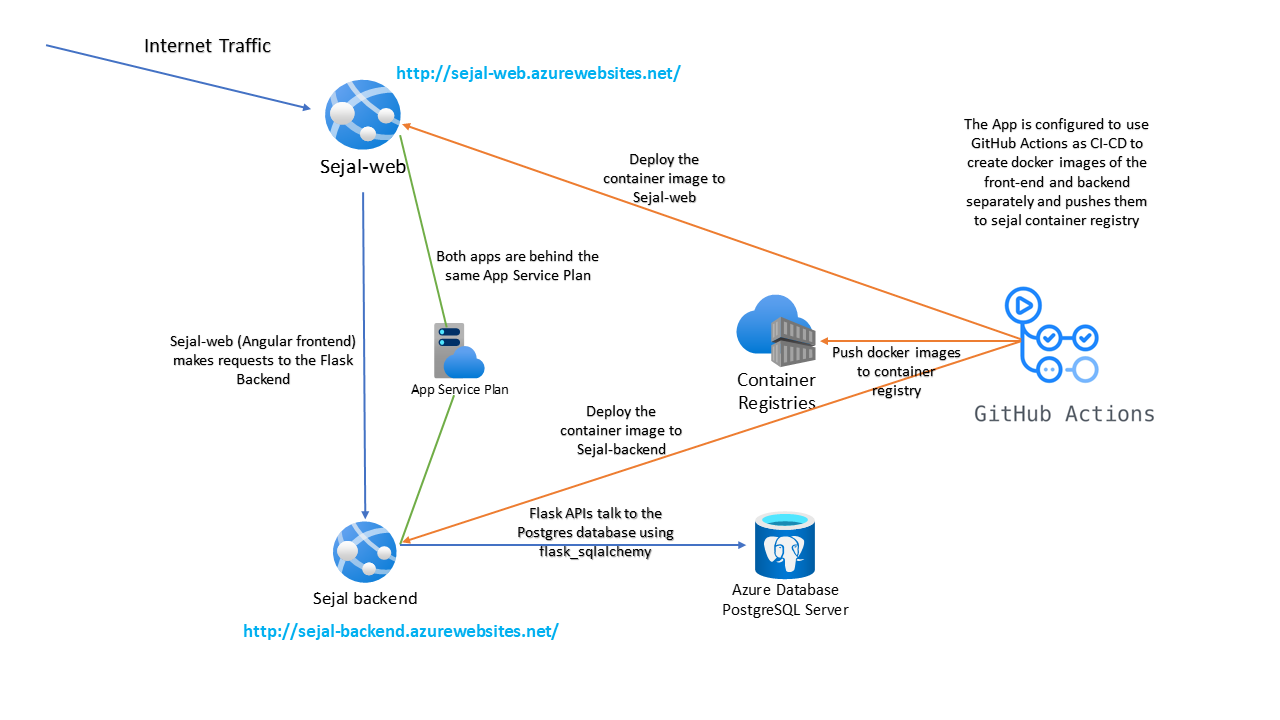 Internet Traffic
http://sejal-web.azurewebsites.net/
Sejal-web
The App is configured to use
GitHub Actions as CI-CD to
create docker images of the
front-end and backend
separately and pushes them
to sejal container registry
Deploy the
container image to
Sejal-web
Both apps are behind the
same App Service Plan
Sejal-web (Angular frontend)
makes requests to the Flask
Backend
App Service Plan
Container
Registries
Push docker images
to container
registry
GitHub Actions
Deploy the
container image to
Sejal-backend
Flask APIs talk to the
Postgres database using
flask_sqlalchemy
Sejal backend
Azure Database
PostgreSQL Server
http://sejal-backend.azurewebsites.net/